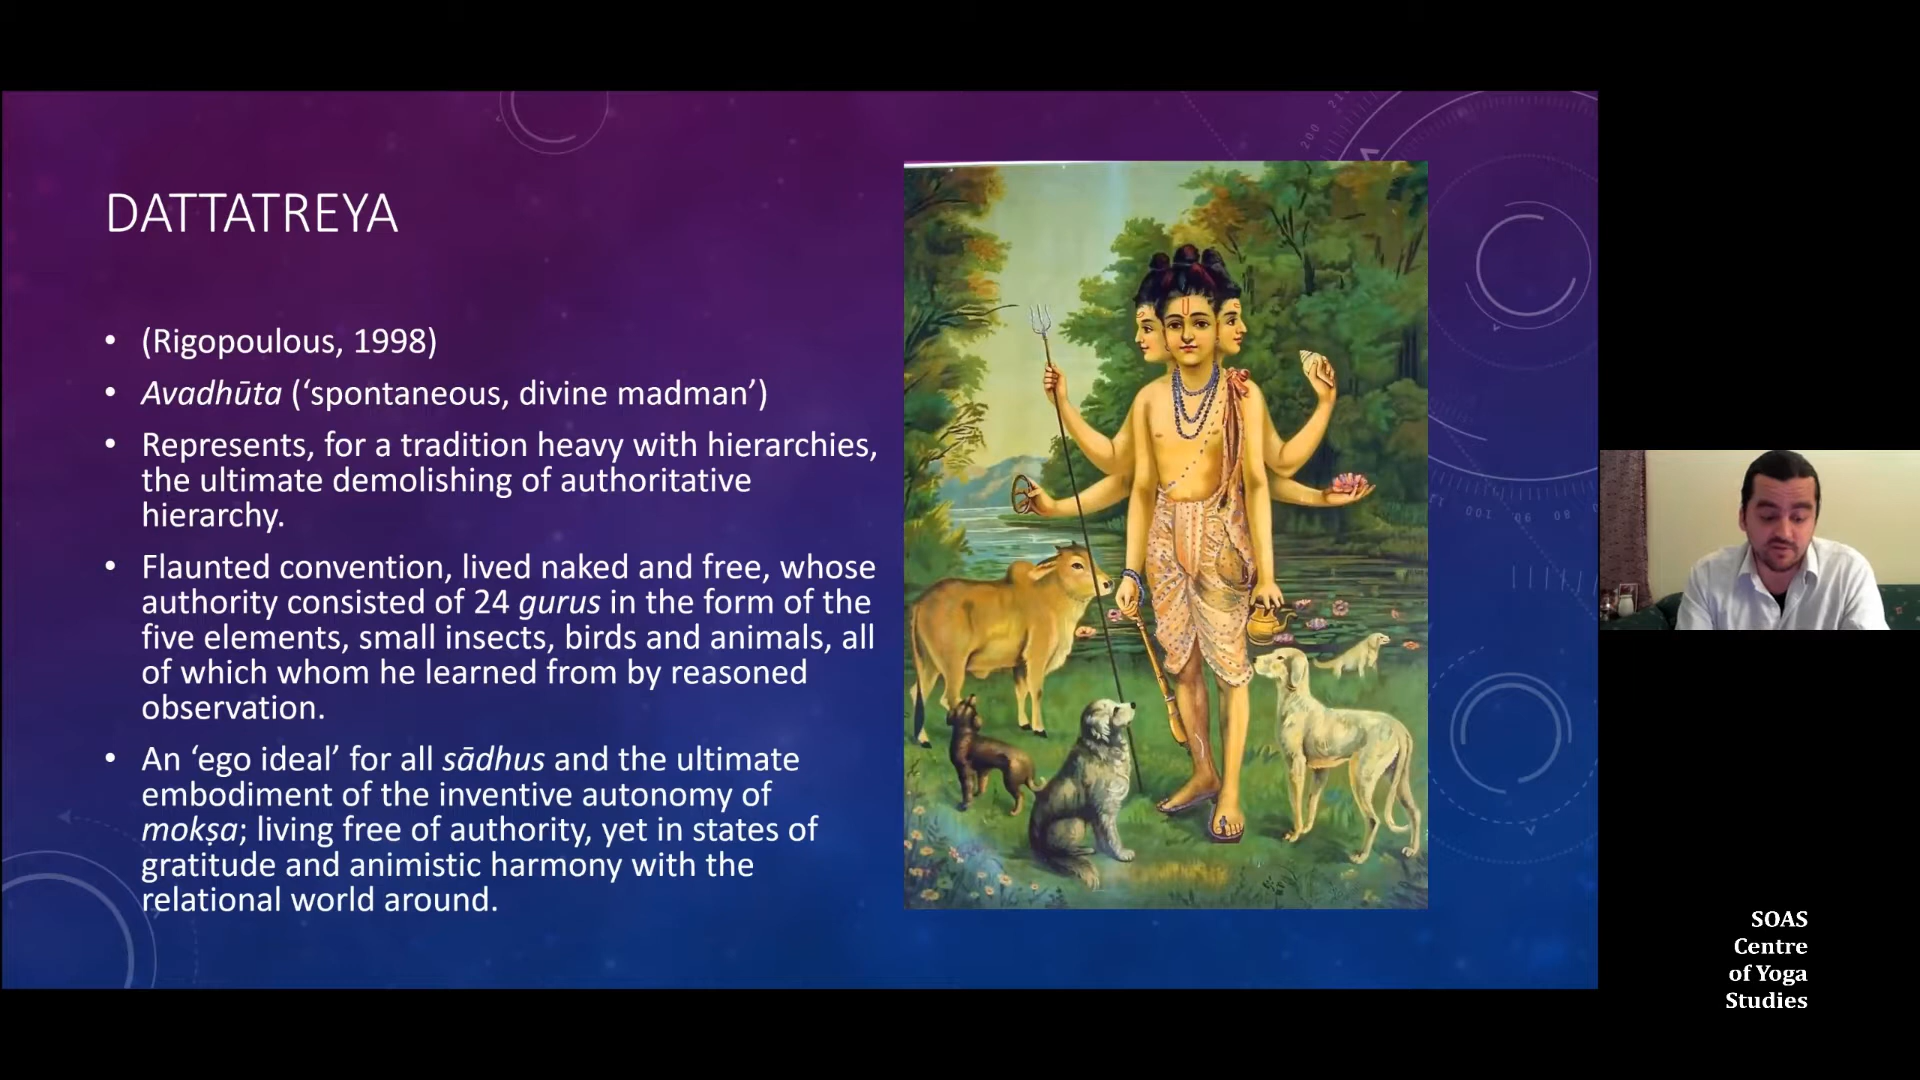 DATTATREYA
• (Rigopoulous, 1998)
• Avadhūta (‘spontaneous, divine madman’)
• Represents, for a tradition heavy with hierarchies,
the ultimate demolishing of authoritative
hierarchy.
• Flaunted convention, lived naked and free, whose
authority consisted of 24 gurus in the form of the
five elements, small insects, birds and animals, all
of which whom he learned from by reasoned
observation.
• An ‘ego ideal’ for all sādhus and the ultimate
embodiment of the inventive autonomy of
mokṣa; living free of authority, yet in states of
gratitude and animistic harmony with the
relational world around.
200
100 90 80
SOAS
Centre
of Yoga
Studies